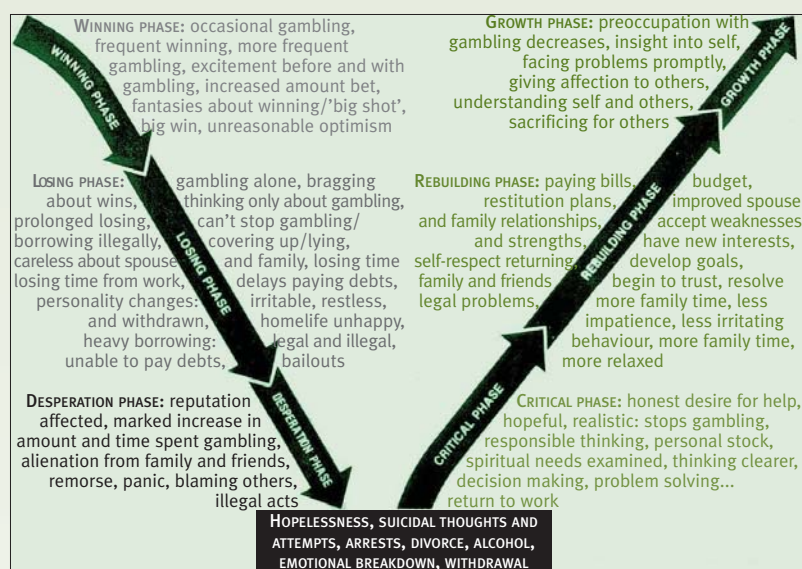 WINNING PHASE: occasional gambling,
frequent winning, more frequent
gambling, excitement before and with
gambling, increased amount bet,
fantasies about winning/'big shot',
big win, unreasonable optimism
WINNING PHASE
LOSING PHASE: gambling alone, bragging
about wins, thinking only about gambling,
prolonged losing, can't stop gambling/
borrowing illegally, covering up/lying,
careless about spouse and family, losing time
losing time from work, delays paying debts,
personality changes: irritable, restless,
and withdrawn, homelife unhappy,
heavy borrowing: legal and illegal,
unable to pay debts, bailouts
LOSING PHASE
DESPERATION PHASE: reputation
affected, marked increase in
amount and time spent gambling,
alienation from family and friends,
remorse, panic, blaming others,
illegal acts
DESPERATION PHASE
HOPELESSNESS, SUICIDAL THOUGHTS AND
ATTEMPTS, ARRESTS, DIVORCE, ALCOHOL,
EMOTIONAL BREAKDOWN, WITHDRAWAL
GROWTH PHASE: preoccupation with
gambling decreases, insight into self,
facing problems promptly,
giving affection to others,
understanding self and others,
sacrificing for others
GROWTH PHASE
REBUILDING PHASE: paying bills, budget,
restitution plans, improved spouse
and family relationships, accept weaknesses
and strengths, have new interests,
self-respect returning, develop goals,
family and friends begin to trust, resolve
legal problems, more family time, less
impatience, less irritating
behaviour, more family time,
more relaxed
REBUILDING PHASE
CRITICAL PHASE: honest desire for help,
hopeful, realistic: stops gambling,
responsible thinking, personal stock,
spiritual needs examined, thinking clearer,
decision making, problem solving...
return to work
CRITICAL PHASE